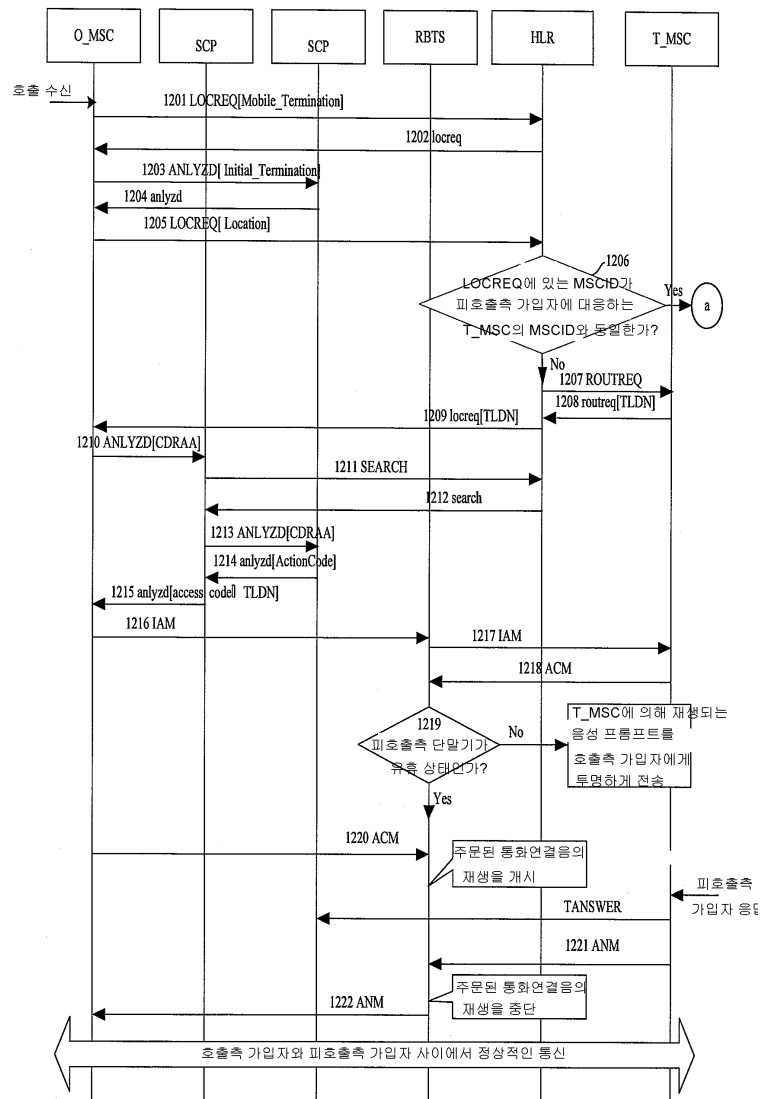 O_MSC
SCP
SCP
RBTS
HLR
T_MSC
호출 수신
1201 LOCREQ[Mobile_Termination]
1202 locreq
1203 ANLYZD[ Initial_Termination]
1204 anlyzd
1205 LOCREQ[ Location]
1206
LOCREQ에 있는 MSCID가
피호출측 가입자에 대응하는
T_MSC의 MSCID와 동일한가?
Yes
a
No
1207 ROUTREQ
1208 routreq[TLDN]
1209 locreq[TLDN]
1210 ANLYZD[CDRAA]
1211 SEARCH
1212 search
1213 ANLYZD[CDRAA]
1214 anlyzd[ActionCode]
1215 anlyzd[access_code TLDN]
1216 IAM
1217 IAM
1218 ACM
1219
피호출측 단말기가
유휴 상태인가?
No
T_MSC에 의해 재생되는
음성 프롬프트를
호출측 가입자에게
투명하게 전송
Yes
1220 ACM
주문된 통화연결음의
재생을 개시
피호출측
가입자 응답
TANSWER
1221 ANM
주문된 통화연결음의
재생을 중단
1222 ANM
호출측 가입자와 피호출측 가입자 사이에서 정상적인 통신